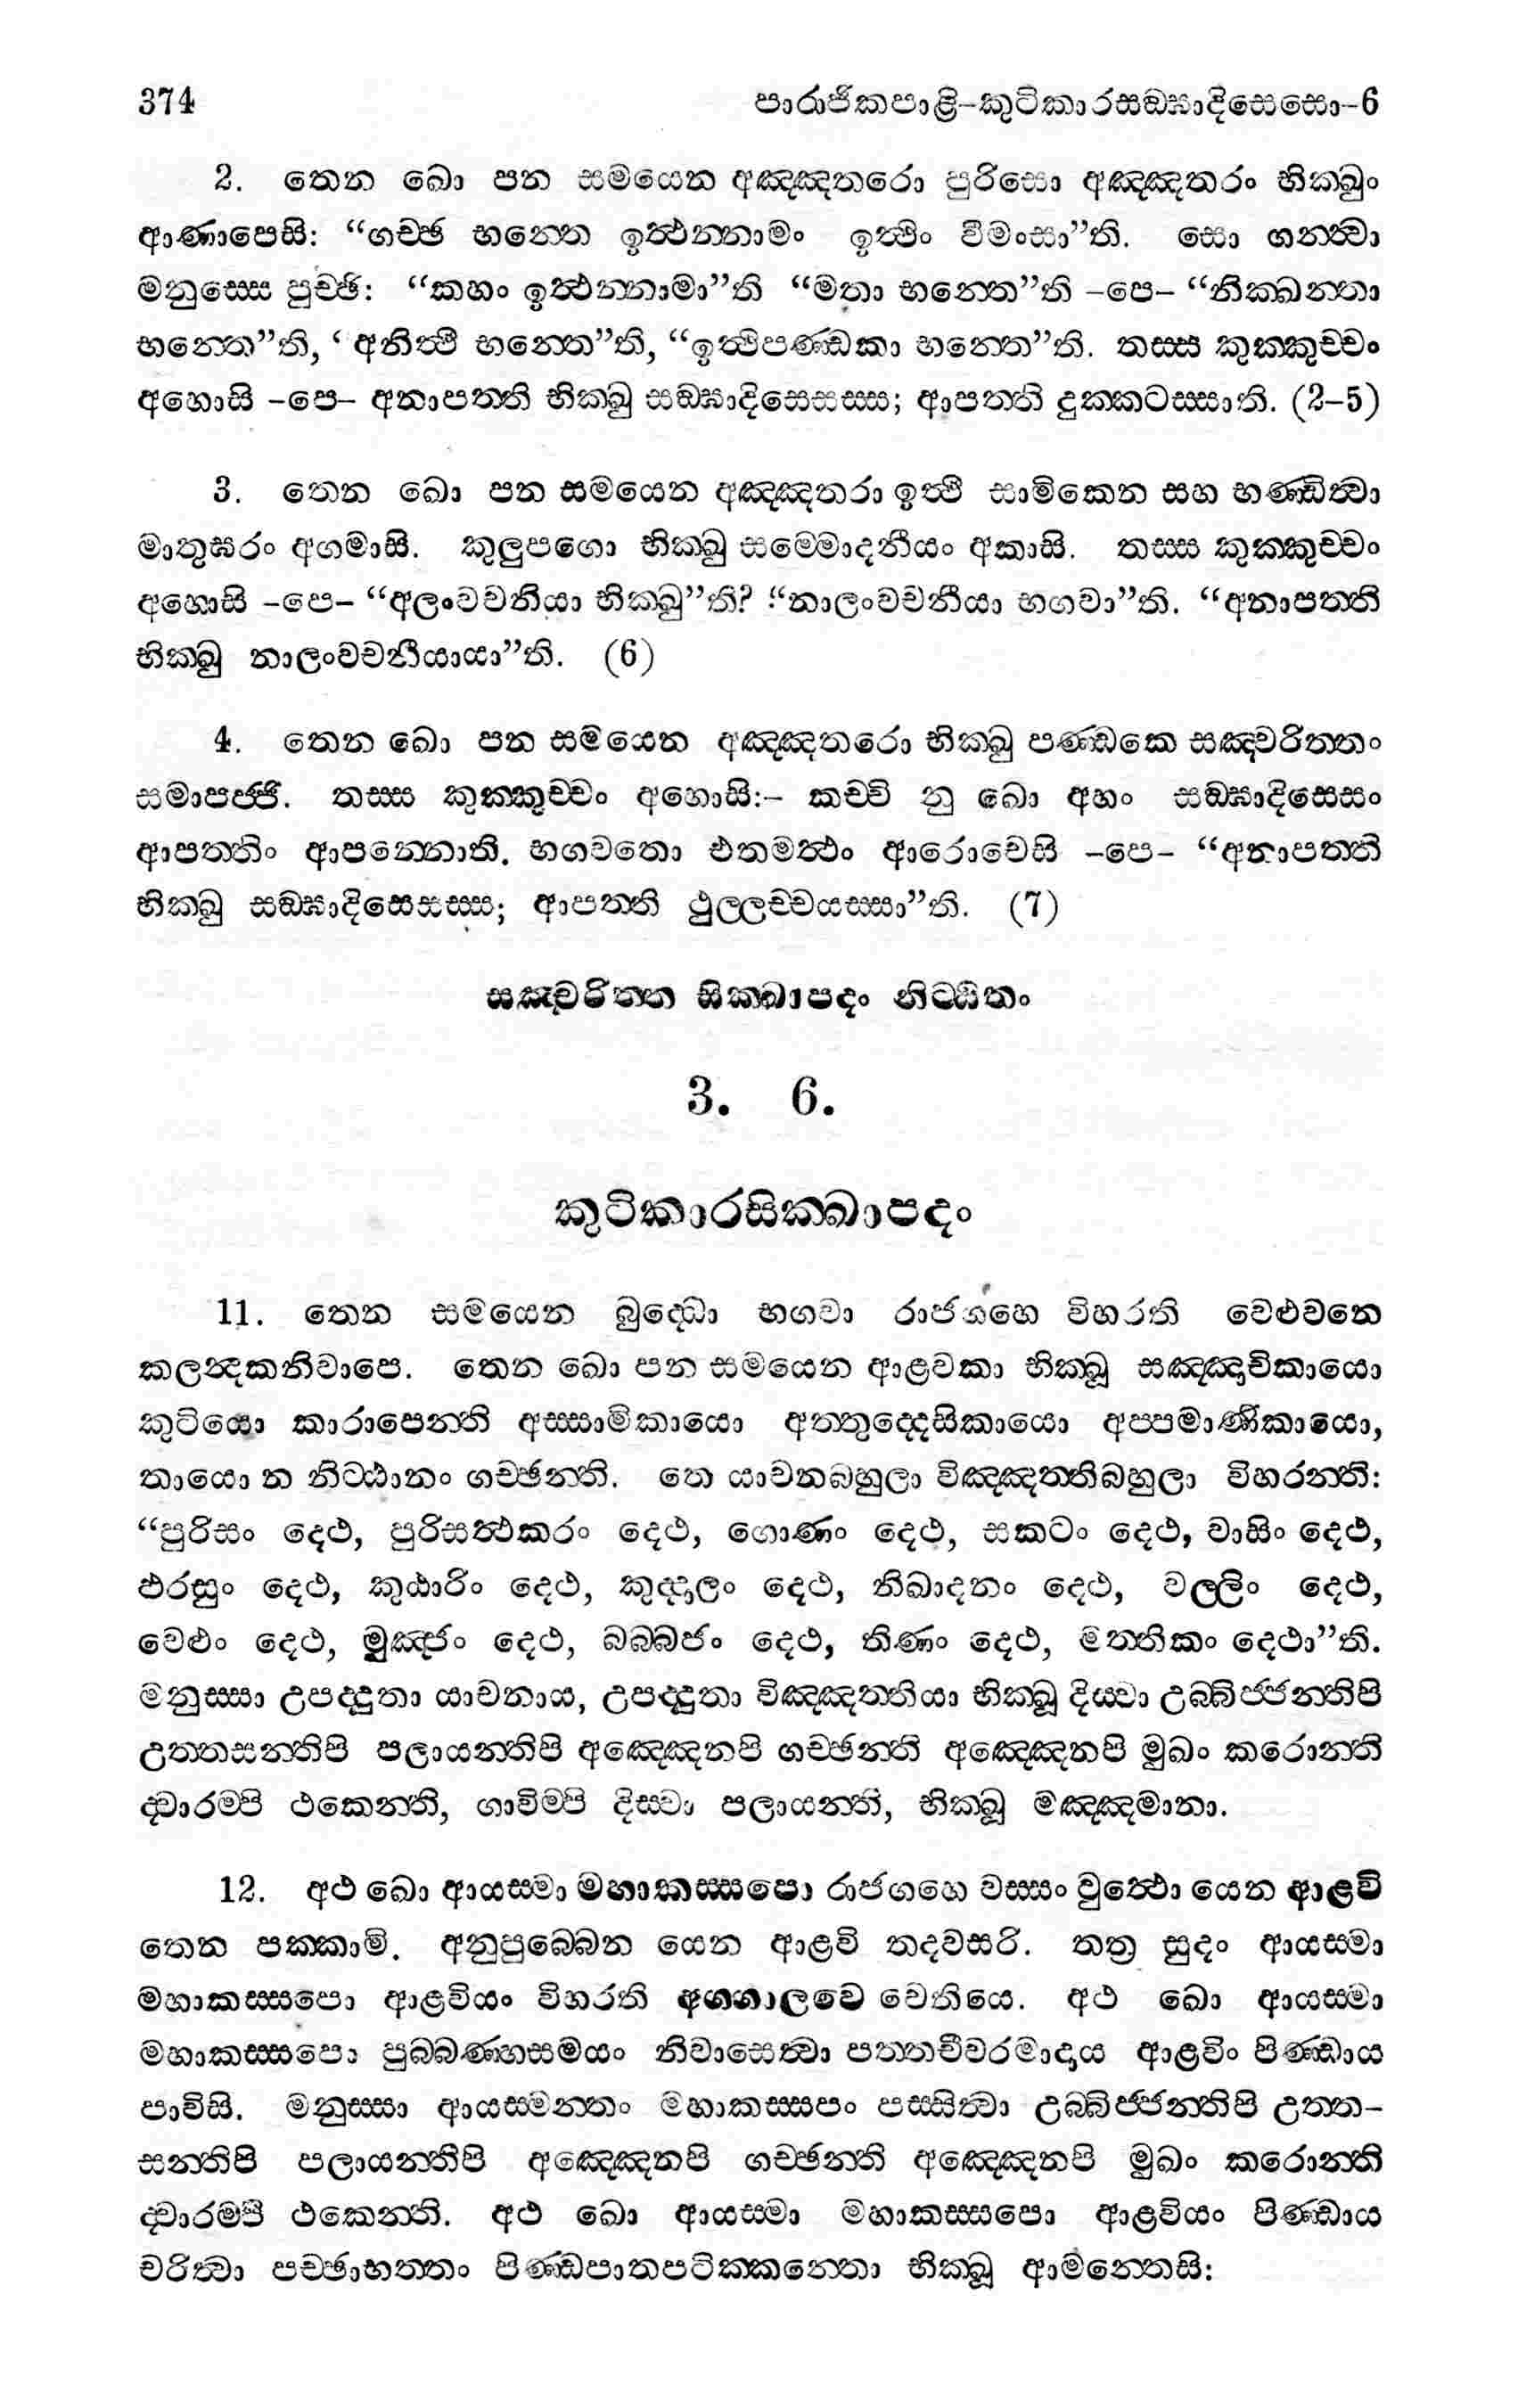 374 පාරාජිකපාළි-කුටිකාරසඞ්ඝාදිසෙසො-6
2. තෙන ඛො පන සමයෙන අඤ්ඤතරො පුරිසො අඤ්ඤතරං භික්ඛුං
ආණාපෙසි: “ගච්ඡ භන්තෙ ඉත්ථන්නාමං ඉත්ථිං වීමංසා”ති. සො ගන්ත්වා
මනුස්සෙ පුච්ඡි: “කහං ඉත්ථන්නාමා”ති “මතා භන්තෙ”ති -පෙ- “නික්ඛන්තා
භන්තෙ”ති, ‘අනිත්ථි භන්තෙ”ති, “ඉත්ථිපණ්ඩකා භන්තෙ”ති. තස්ස කුක්කුච්චං
අහොසි -පෙ- අනාපත්ති භික්ඛු සඞ්ඝාදිසෙසස්ස; ආපත්ති දුක්කටස්සාති. (2-5)
3. තෙන ඛො පන සමයෙන අඤ්ඤතරා ඉත්ථි සාමිකෙන සහ භණ්ඩිත්වා
මාතුඝරං අගමාසි. කුලුපගො භික්ඛු සම්මොදනීයං අකාසි. තස්ස කුක්කුච්චං
අහොසි -පෙ- “අලංවචනියා භික්ඛු”ති? “නාලංවචනීයා භගවා”ති. “අනාපත්ති
භික්ඛු නාලංවචනීයායා”ති. (6)
4. තෙන ඛො පන සමයෙන අඤ්ඤතරො භික්ඛු පණ්ඩකෙ සඤ්චරිත්තං
සමාපජ්ජි. තස්ස කුක්කුච්චං අහොසි:- කච්චි නු ඛො අහං සඞ්ඝාදිසෙසං
ආපත්තිං ආපන්නොති. භගවතො එතමත්ථං ආරොචෙසි -පෙ- “අනාපත්ති
භික්ඛු සඞ්ඝාදිසෙසස්ස; ආපත්ති ථුල්ලච්චයස්සා”ති. (7)
සඤ්චරිත්ත සික්ඛාපදං නිට්ඨිතං
3. 6.
කුටිකාරසික්ඛාපදං
11. තෙන සමයෙන බුද්ධො භගවා රාජගහෙ විහරති වෙළුවනෙ
කලන්දකනිවාපෙ. තෙන ඛො පන සමයෙන ආළවකා භික්ඛූ සඤ්ඤාචිකායො
කුටියො කාරාපෙන්ති අස්සාමිකායො අත්තුද්දෙසිකායො අප්පමාණිකායො,
තායො න නිට්ඨානං ගච්ඡන්ති. තෙ යාචනබහුලා විඤ්ඤත්තිබහුලා විහරන්ති:
“පුරිසං දෙථ, පුරිසත්ථකරං දෙථ, ගොණං දෙථ, සකටං දෙථ, වාසිං දෙථ,
ඵරසුං දෙථ, කුඨාරිං දෙථ, කුද්දාලං දෙථ, නිඛාදනං දෙථ, වල්ලිං දෙථ,
වෙළුං දෙථ, මුඤ්ජං දෙථ, බබ්බජං දෙථ, තිණං දෙථ, මත්තිකං දෙථා”ති.
මනුස්සා උපද්දුතා යාචනාය, උපද්දුතා විඤ්ඤත්තියා භික්ඛූ දිස්වා උබ්බිජ්ජන්තිපි
උත්තසන්තිපි පලායන්තිපි අඤ්ඤෙනපි ගච්ඡන්ති අඤ්ඤෙනපි මුඛං කරොන්ති
ද්වාරම්පි ථකෙන්ති, ගාවිම්පි දිස්වා පලායන්ති, භික්ඛූ මඤ්ඤමානා.
12. අථ ඛො ආයස්මා මහාකස්සපො රාජගහෙ වස්සං වුත්ථො යෙන ආළවි
තෙන පක්කාමි. අනුපුබ්බෙන යෙන ආළවි තදවසරි. තත්‍ර සුදං ආයස්මා
මහාකස්සපො ආළවියං විහරති අග්ගාලවෙ චෙතියෙ. අථ ඛො ආයස්මා
මහාකස්සපො පුබ්බණ්හසමයං නිවාසෙත්වා පත්තචීවරමාදාය ආළවිං පිණ්ඩාය
පාවිසි. මනුස්සා ආයස්මන්තං මහාකස්සපං පස්සිත්වා උබ්බිජ්ජන්තිපි උත්ත-
සන්තිපි පලායන්තිපි අඤ්ඤෙනපි ගච්ඡන්ති අඤ්ඤෙනපි මුඛං කරොන්ති
ද්වාරම්පි ථකෙන්ති. අථ ඛො ආයස්මා මහාකස්සපො ආළවියං පිණ්ඩාය
චරිත්වා පච්ඡාභත්තං පිණ්ඩපාතපටික්කන්තො භික්ඛූ ආමන්තෙසි: